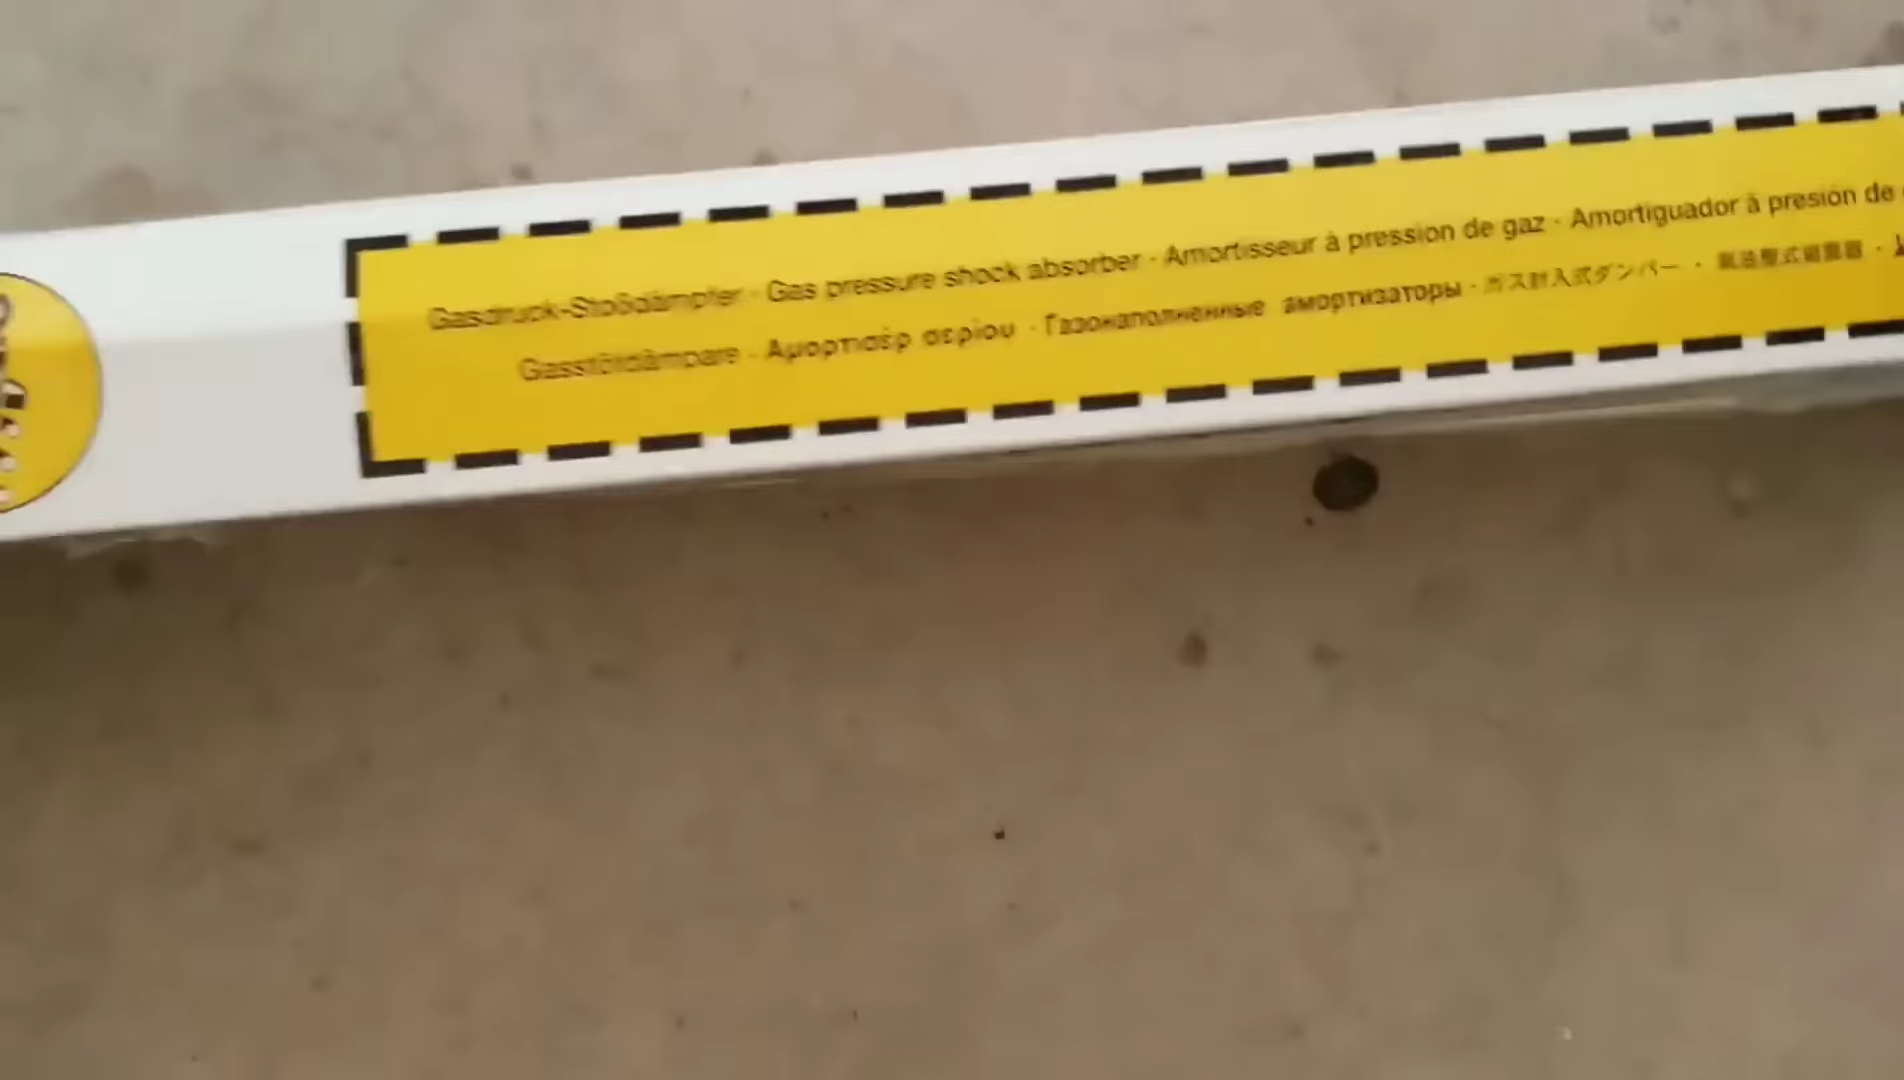 Gasdruck-Stoßdämpfer · Gas pressure shock absorber · Amortisseur à pression de gaz · Amortiguador à presión de
Gasstötdämpare · Αμορτισέρ αερίου · Газонаполненные амортизаторы · ガス封入式ダンパー ·